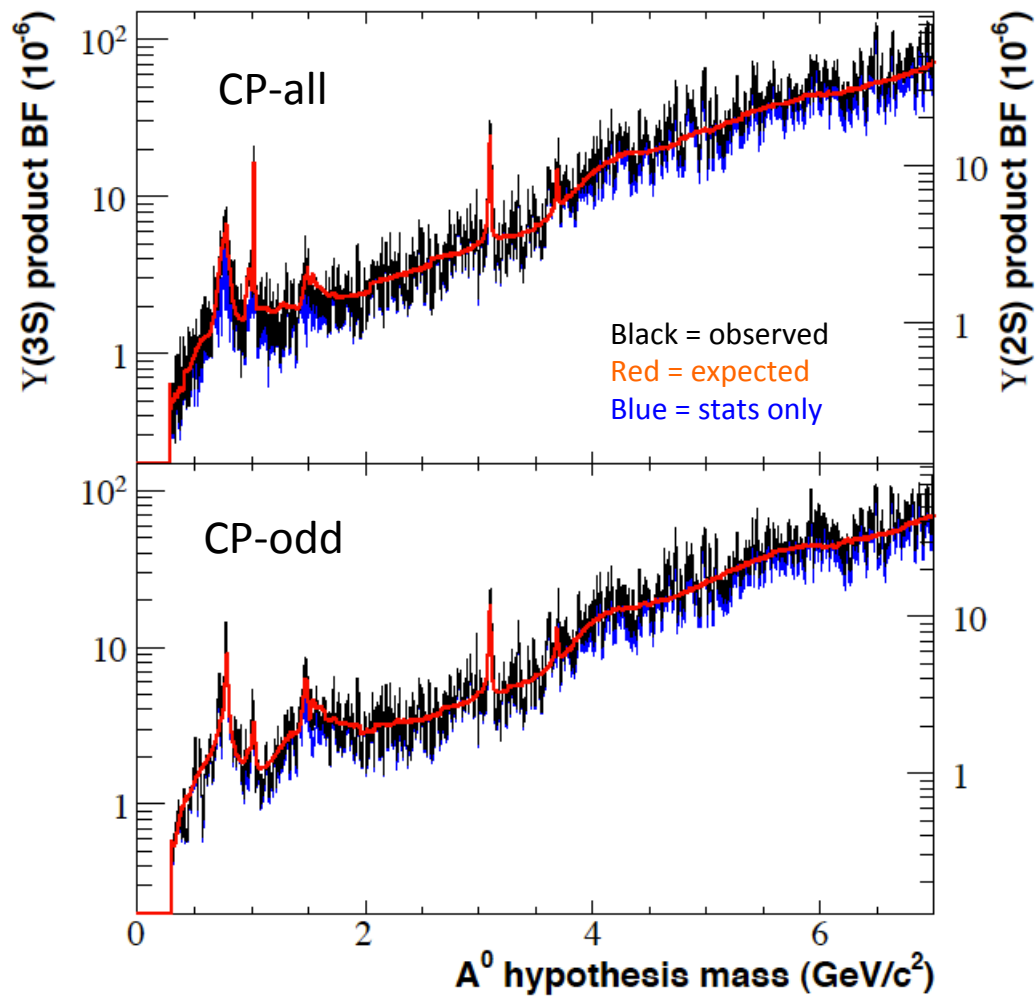 Υ(3S) product BF (10⁻⁶)
Υ(2S) product BF (10⁻⁶)
10²
10
1
CP-all
10
1
Black = observed
Red = expected
Blue = stats only
10²
10
1
CP-odd
10
1
0
2
4
6
A⁰ hypothesis mass (GeV/c²)